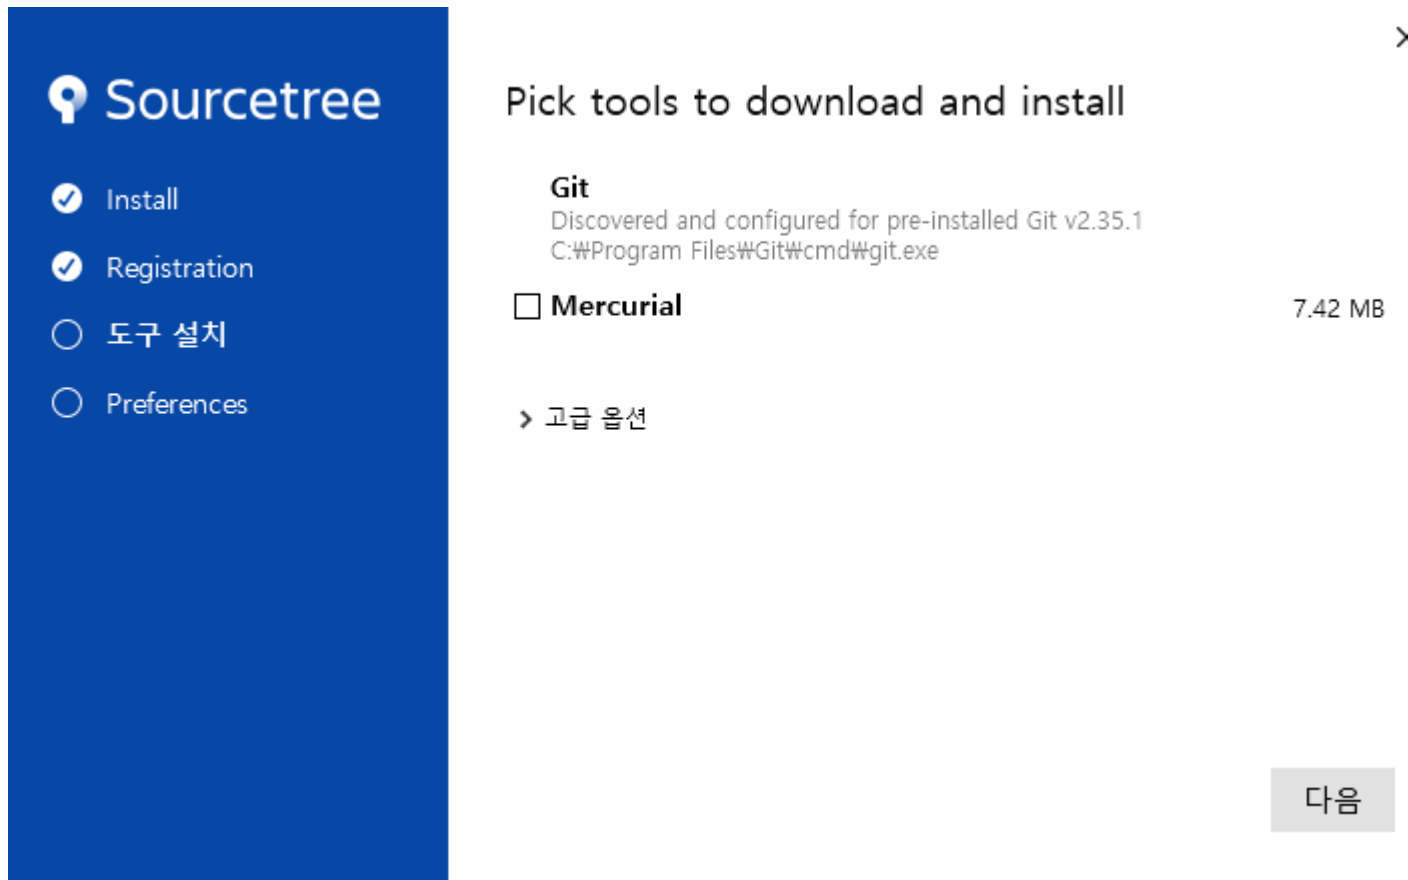 Sourcetree
Install
Registration
도구 설치
Preferences
Pick tools to download and install
Git
Discovered and configured for pre-installed Git v2.35.1
C:₩Program Files₩Git₩cmd₩git.exe
Mercurial
7.42 MB
고급 옵션
다음